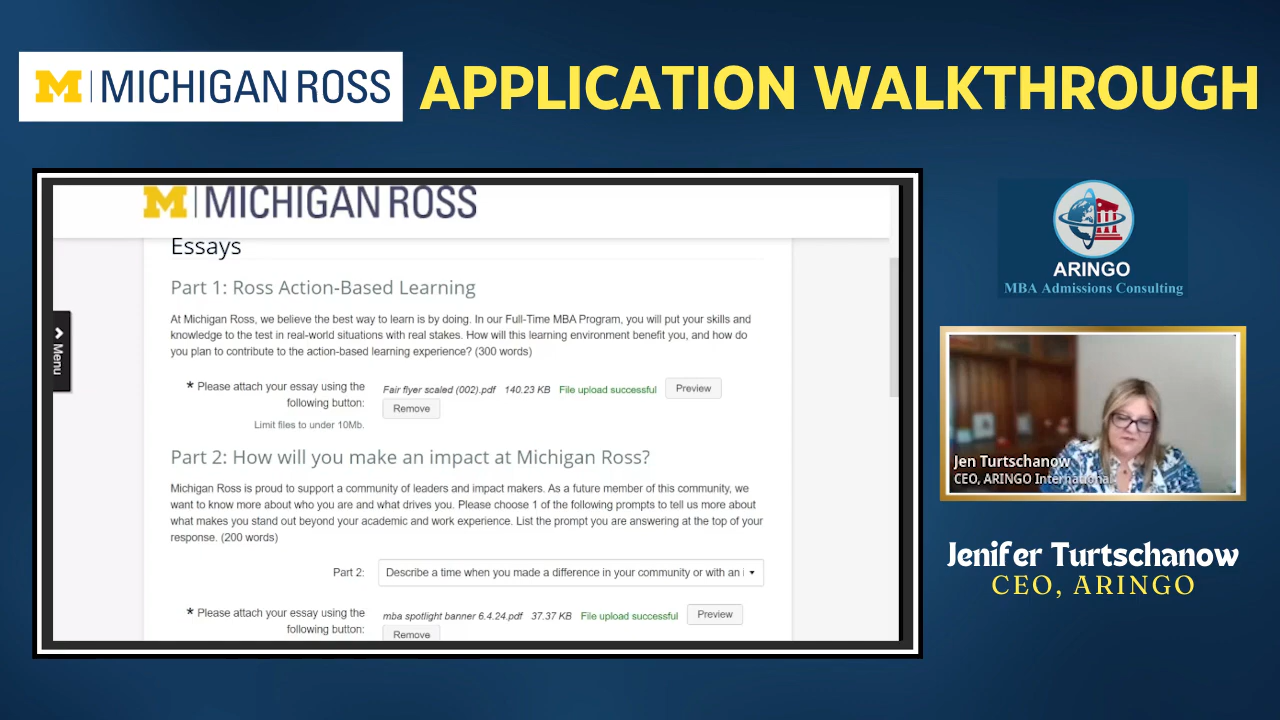 M | MICHIGAN ROSS
APPLICATION WALKTHROUGH
M | MICHIGAN ROSS
Essays
Part 1: Ross Action-Based Learning
At Michigan Ross, we believe the best way to learn is by doing. In our Full-Time MBA Program, you will put your skills and
knowledge to the test in real-world situations with real stakes. How will this learning environment benefit you, and how do
you plan to contribute to the action-based learning experience? (300 words)
* Please attach your essay using the
following button:
Limit files to under 10Mb.
Fair flyer scaled (002).pdf 140.23 KB File upload successful Preview
Remove
Part 2: How will you make an impact at Michigan Ross?
Michigan Ross is proud to support a community of leaders and impact makers. As a future member of this community, we
want to know more about who you are and what drives you. Please choose 1 of the following prompts to tell us more about
what makes you stand out beyond your academic and work experience. List the prompt you are answering at the top of your
response. (200 words)
Part 2: Describe a time when you made a difference in your community or with an i
* Please attach your essay using the
following button:
mba spotlight banner 6.4.24.pdf 37.37 KB File upload successful Preview
Remove
Menu
ARINGO
MBA Admissions Consulting
Jen Turtschanow
CEO, ARINGO International
Jenifer Turtschanow
CEO, ARINGO